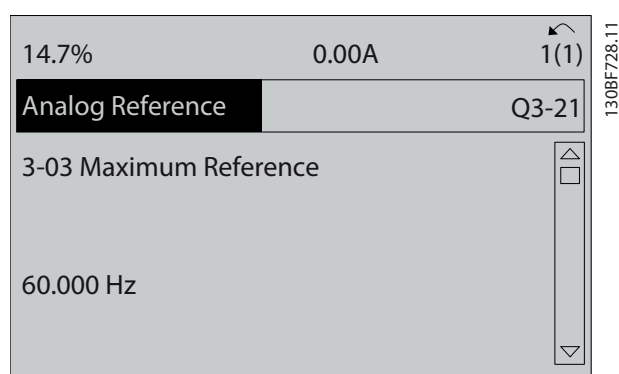 14.7% 0.00A 1(1)
Analog Reference Q3-21
3-03 Maximum Reference
60.000 Hz
130BF728.11